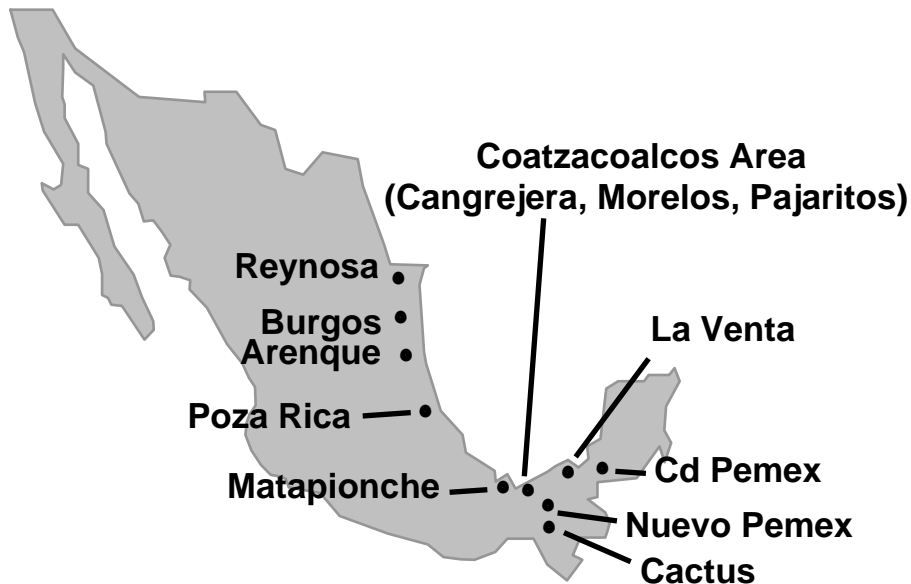 Coatzacoalcos Area
(Cangrejera, Morelos, Pajaritos)
Reynosa
Burgos
La Venta
Arenque
Poza Rica
Cd Pemex
Matapionche
Nuevo Pemex
Cactus